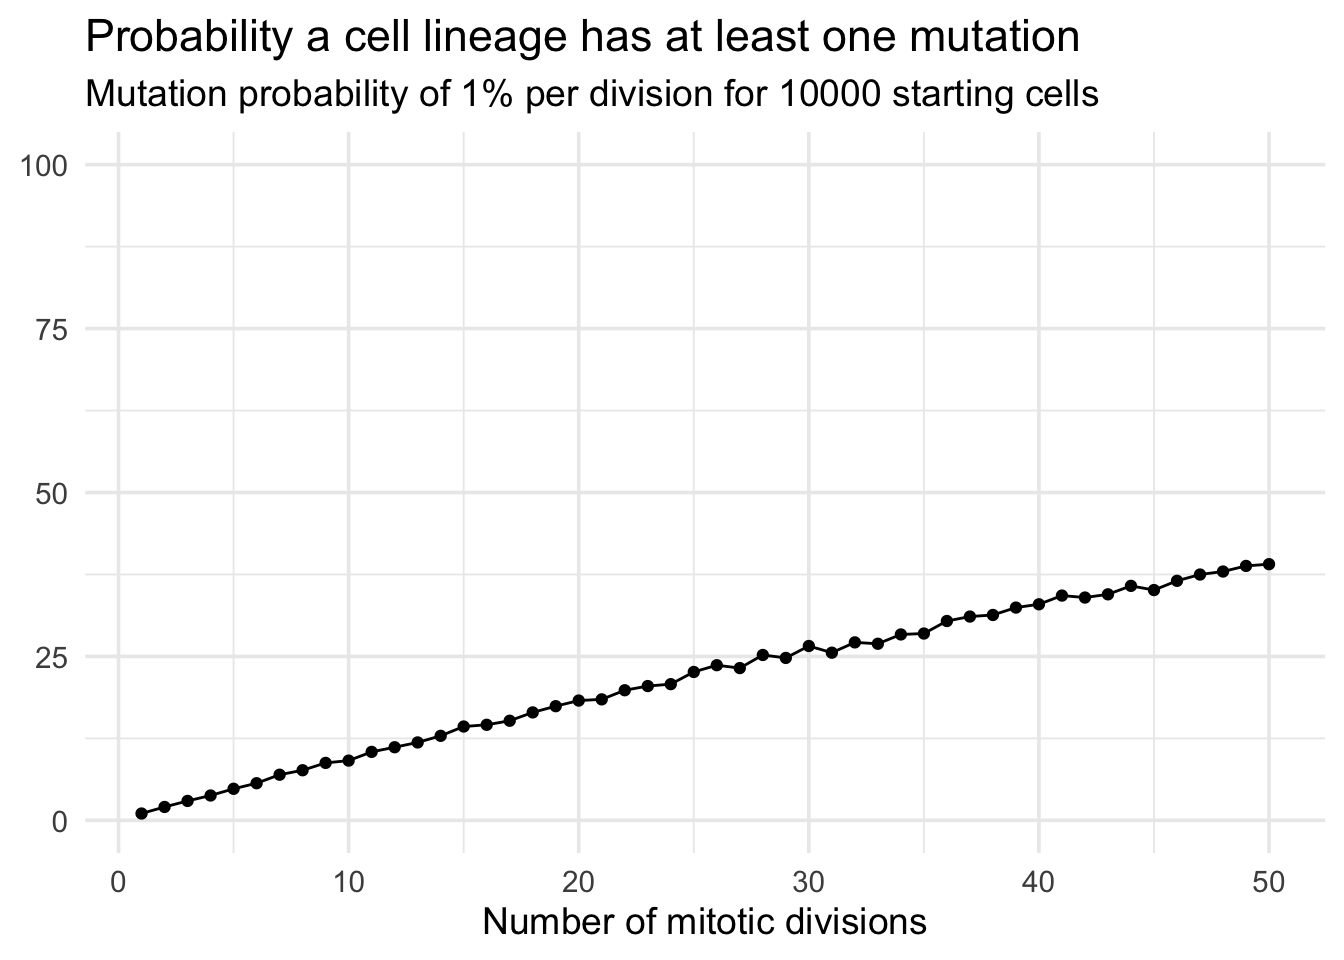 Probability a cell lineage has at least one mutation
Mutation probability of 1% per division for 10000 starting cells
100
75
50
25
0
0 10 20 30 40 50
Number of mitotic divisions